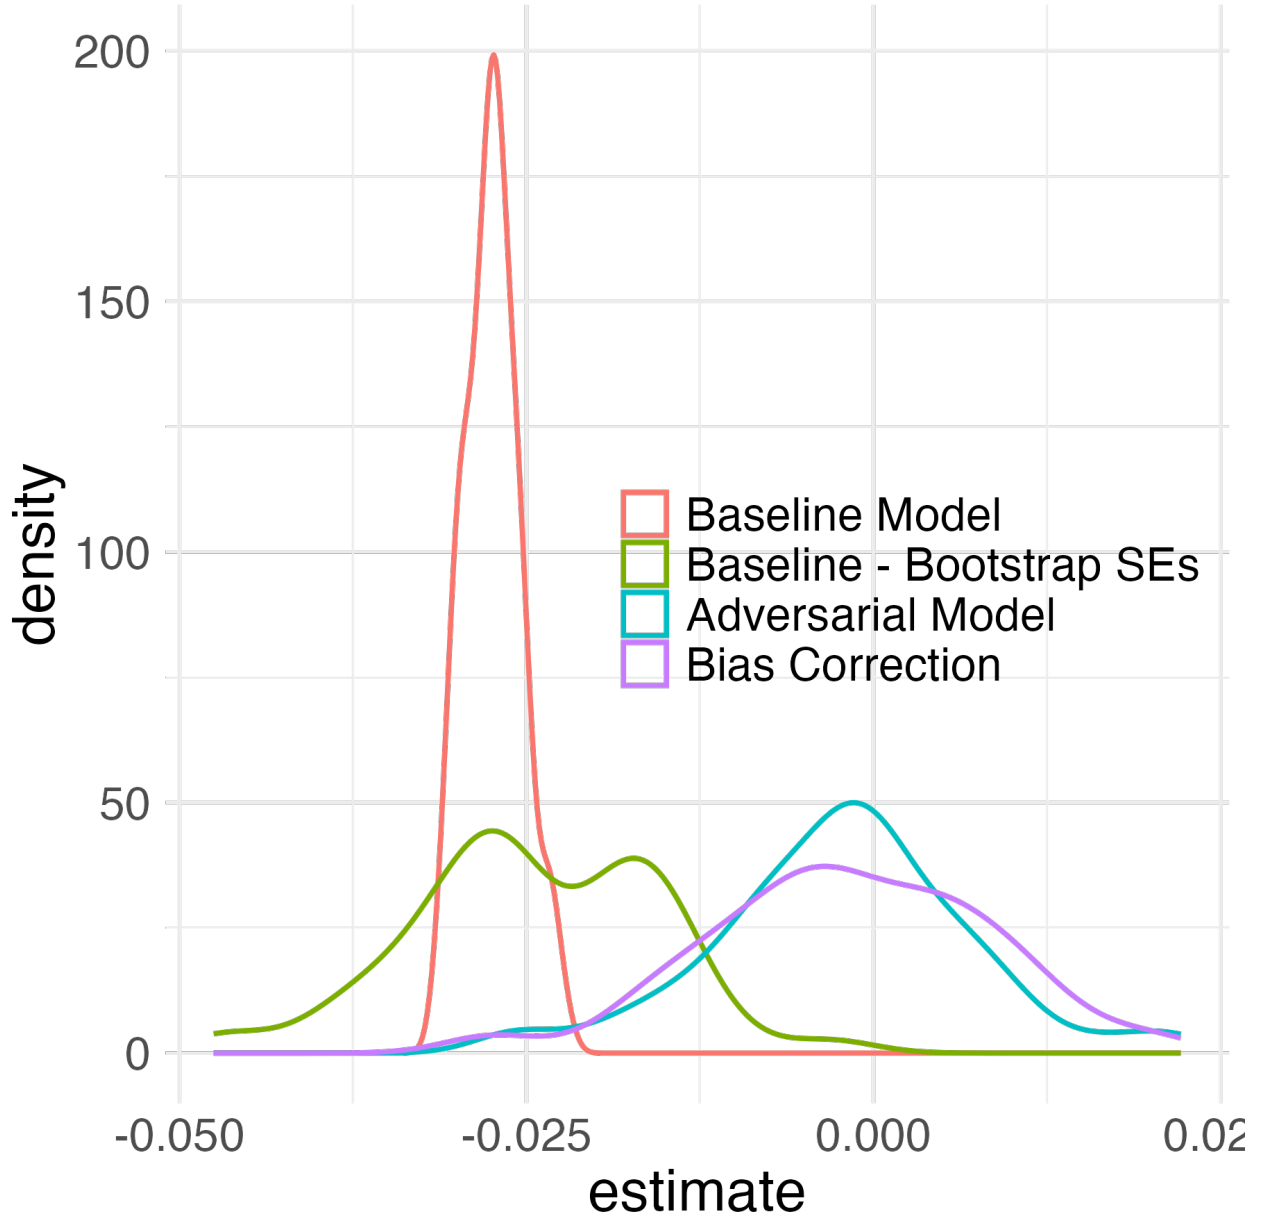 200
150
100
50
0
density
Baseline Model
Baseline - Bootstrap SEs
Adversarial Model
Bias Correction
-0.050 -0.025 0.000 0.02
estimate